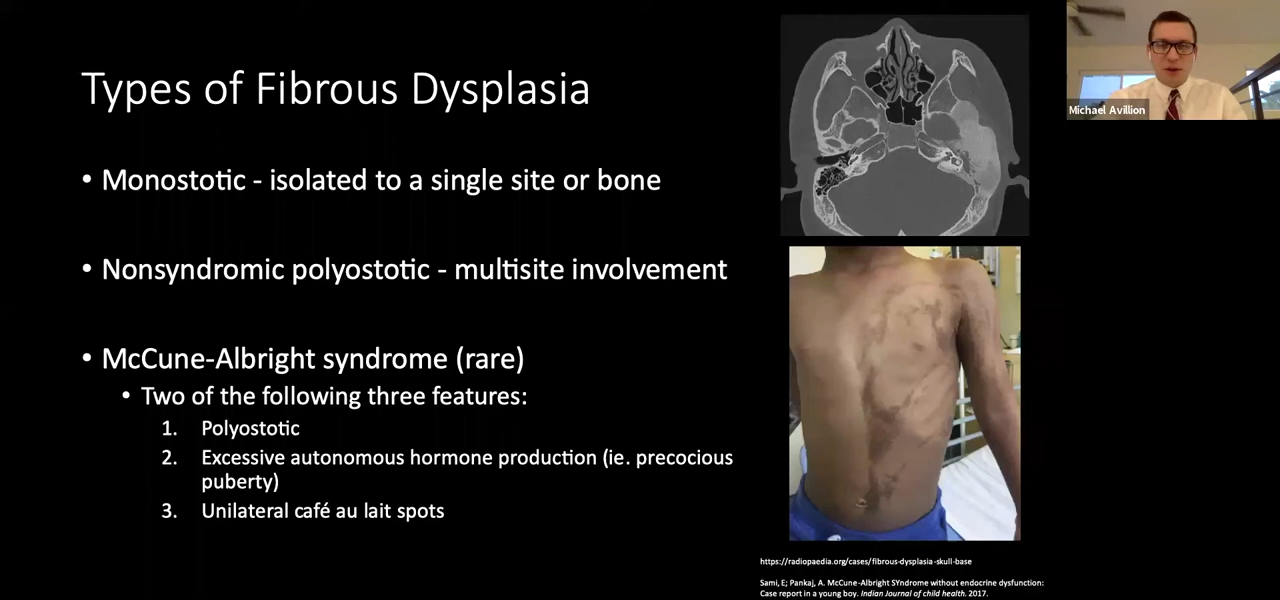 Types of Fibrous Dysplasia
• Monostotic - isolated to a single site or bone
• Nonsyndromic polyostotic - multisite involvement
• McCune-Albright syndrome (rare)
• Two of the following three features:
1. Polyostotic
2. Excessive autonomous hormone production (ie. precocious
puberty)
3. Unilateral café au lait spots
Michael Avillion
https://radiopaedia.org/cases/fibrous-dysplasia-skull-base
Sami, E; Pankaj, A. McCune-Albright SYndrome without endocrine dysfunction:
Case report in a young boy. Indian Journal of child health. 2017.